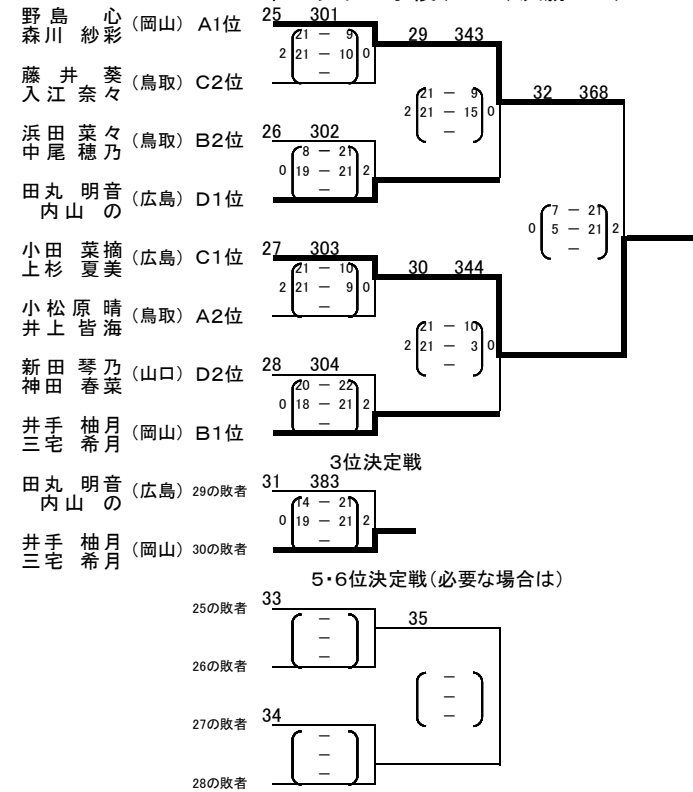 野島 心
森川 紗彩
（岡山） A1位
25 301
21 － 9
2 21 － 10 0
－
29 343
藤井 葵
入江 奈々
（鳥取） C2位
21 － 9
2 21 － 15 0
－
32 368
浜田 菜々
中尾 穂乃
（鳥取） B2位
26 302
8 － 21
0 19 － 21 2
－
田丸 明音
内山 の
（広島） D1位
7 － 21
0 5 － 21 2
－
小田 菜摘
上杉 夏美
（広島） C1位
27 303
21 － 10
2 21 － 9 0
－
30 344
小松原 晴
井上 皆海
（鳥取） A2位
21 － 10
2 21 － 3 0
－
新田 琴乃
神田 春菜
（山口） D2位
28 304
20 － 22
0 18 － 21 2
－
井手 柚月
三宅 希月
（岡山） B1位
3位決定戦
田丸 明音
内山 の
（広島） 29の敗者
31 383
14 － 21
0 19 － 21 2
－
井手 柚月
三宅 希月
（岡山） 30の敗者
5・6位決定戦（必要な場合は）
25の敗者
33
－
－
－
26の敗者
35
－
－
－
27の敗者
34
－
－
－
28の敗者